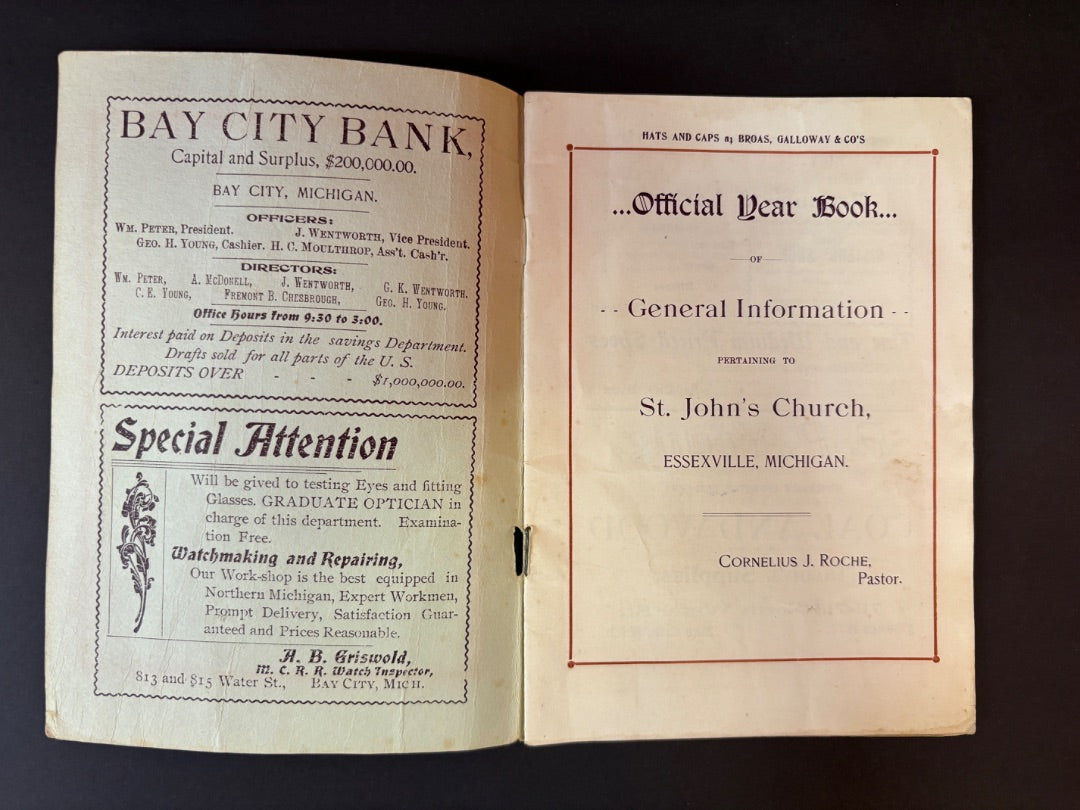 BAY CITY BANK,
Capital and Surplus, $200,000.00.
BAY CITY, MICHIGAN.
OFFICERS:
WM. PETER, President. J. WENTWORTH, Vice President.
GEO. H. YOUNG, Cashier. H. C. MOULTHROP, Ass't. Cash'r.
DIRECTORS:
WM. PETER, A. MCDONELL, J. WENTWORTH, G. K. WENTWORTH.
C. E. YOUNG, FREMONT B. CHESBROUGH, GEO. H. YOUNG.
Office Hours from 9:30 to 3:00.
Interest paid on Deposits in the savings Department.
Drafts sold for all parts of the U. S.
DEPOSITS OVER - - - $1,000,000.00.
Special Attention
Will be gived to testing Eyes and fitting
Glasses. GRADUATE OPTICIAN in
charge of this department. Examina-
tion Free.
Watchmaking and Repairing,
Our Work-shop is the best equipped in
Northern Michigan, Expert Workmen,
Prompt Delivery, Satisfaction Guar-
anteed and Prices Reasonable.
A. B. Griswold,
M. C. R. R. Watch Inspector,
813 and 815 Water St., BAY CITY, MICH.
HATS AND CAPS at BROAS, GALLOWAY & CO'S
...Official Year Book...
OF
-- General Information --
PERTAINING TO
St. John's Church,
ESSEXVILLE, MICHIGAN.
CORNELIUS J. ROCHE,
Pastor.